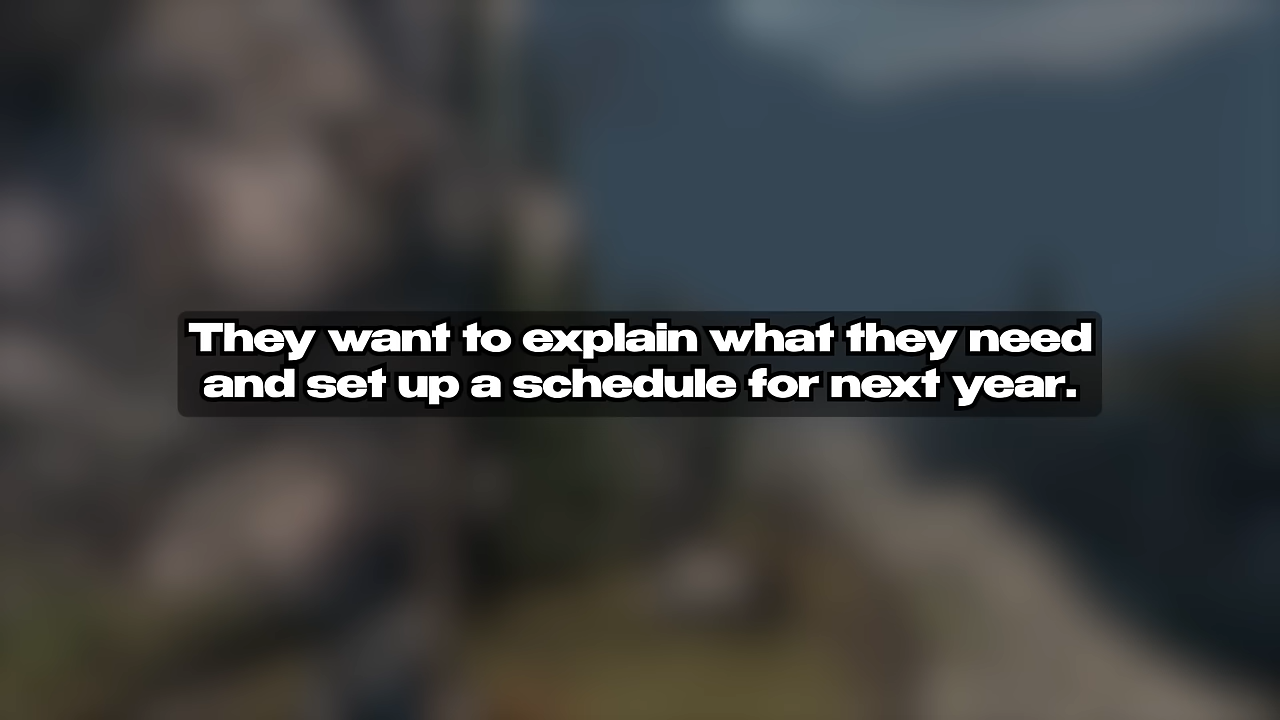 They want to explain what they need
and set up a schedule for next year.